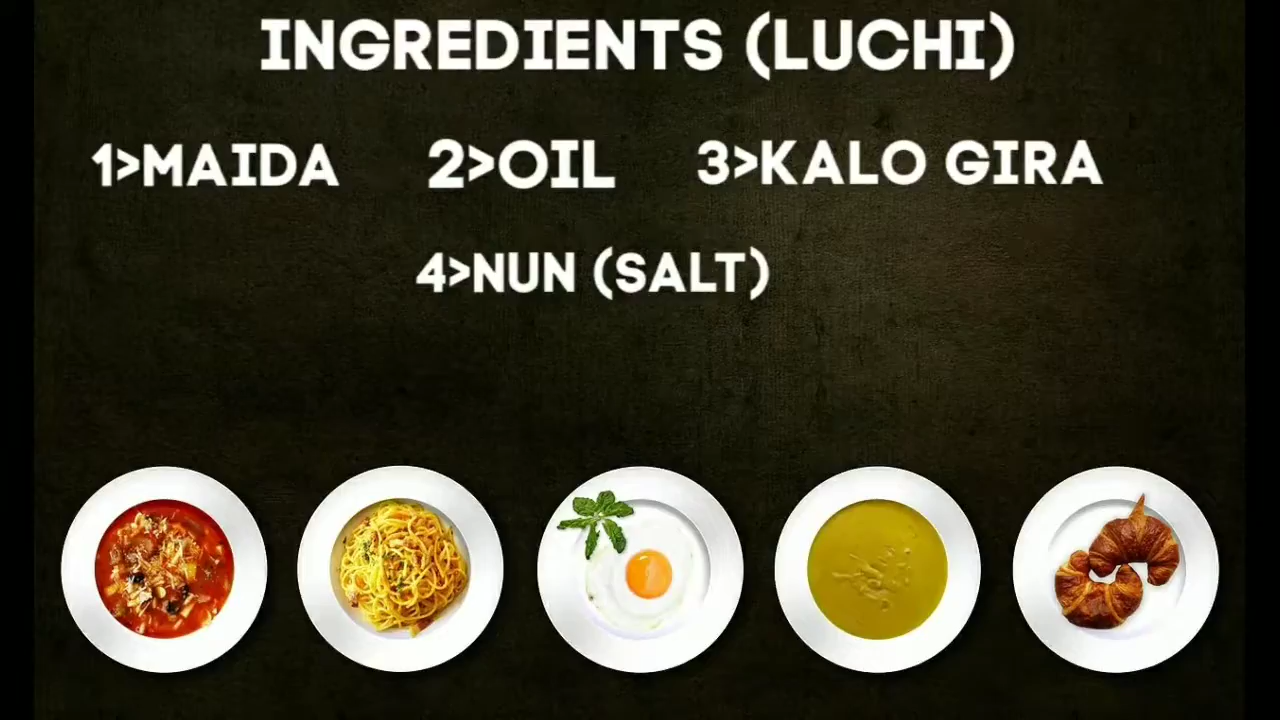 INGREDIENTS (LUCHI)
1>MAIDA 2>OIL 3>KALO GIRA
4>NUN (SALT)